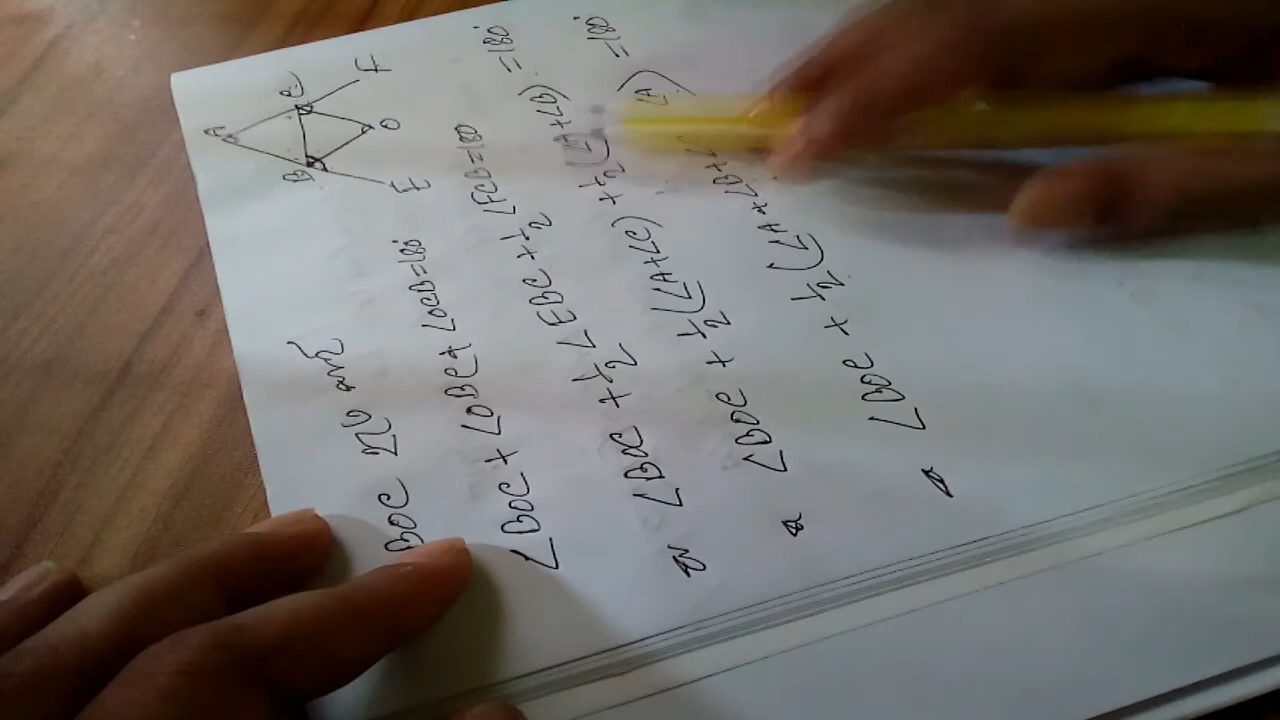 A
B
C
O
E
F
BOC এর
∠BOC + ∠OBC + ∠OCB = 180°
বা ∠BOC + 1/2 ∠EBC + 1/2 ∠FCB = 180
বা ∠BOC + 1/2 (∠A+∠C) + 1/2 (∠A+∠B) = 180°
বা ∠BOC + 1/2 (∠A + ∠B + ∠A) = 180°